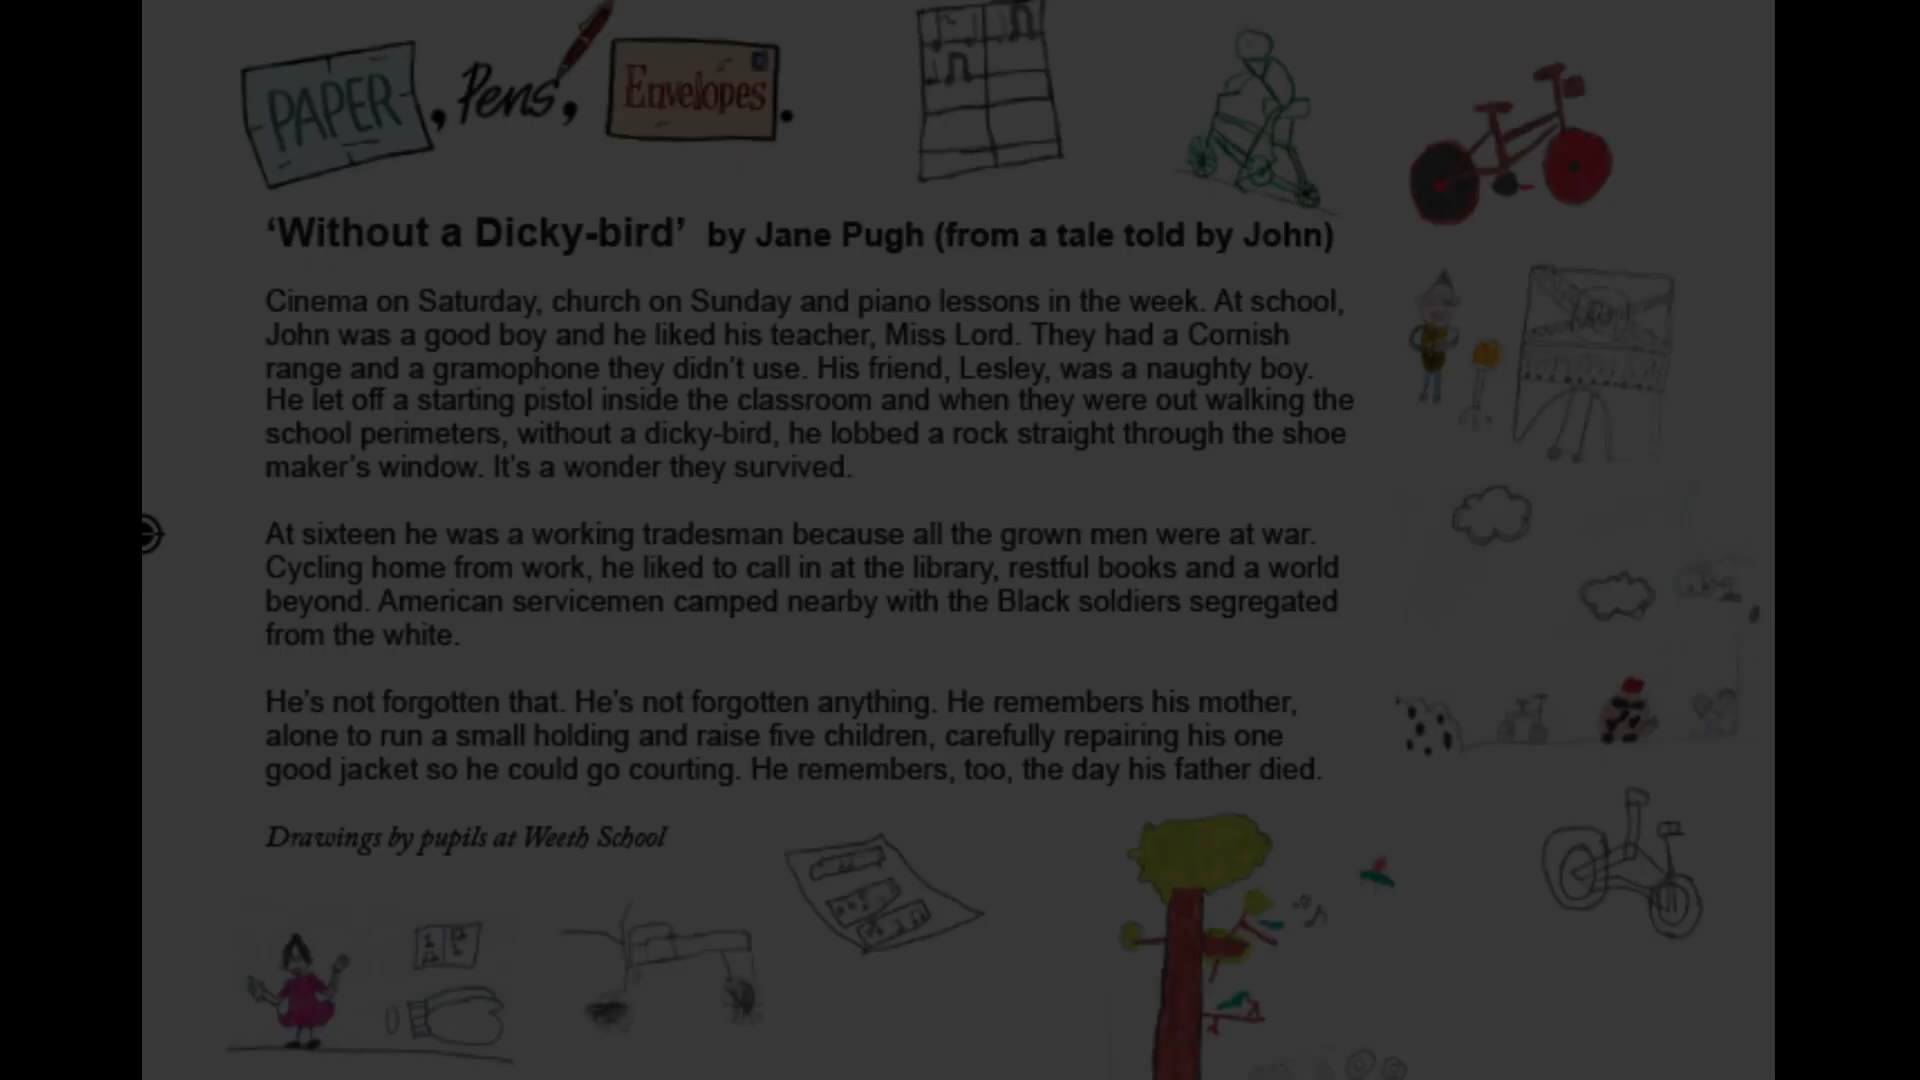 PAPER, Pens, Envelopes.
‘Without a Dicky-bird’ by Jane Pugh (from a tale told by John)
Cinema on Saturday, church on Sunday and piano lessons in the week. At school,
John was a good boy and he liked his teacher, Miss Lord. They had a Cornish
range and a gramophone they didn’t use. His friend, Lesley, was a naughty boy.
He let off a starting pistol inside the classroom and when they were out walking the
school perimeters, without a dicky-bird, he lobbed a rock straight through the shoe
maker’s window. It’s a wonder they survived.
At sixteen he was a working tradesman because all the grown men were at war.
Cycling home from work, he liked to call in at the library, restful books and a world
beyond. American servicemen camped nearby with the Black soldiers segregated
from the white.
He’s not forgotten that. He’s not forgotten anything. He remembers his mother,
alone to run a small holding and raise five children, carefully repairing his one
good jacket so he could go courting. He remembers, too, the day his father died.
Drawings by pupils at Weeth School